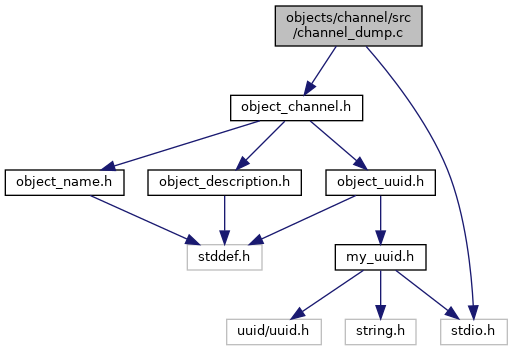 objects/channel/src
/channel_dump.c
object_channel.h
object_name.h
object_description.h
object_uuid.h
stddef.h
my_uuid.h
uuid/uuid.h
string.h
stdio.h